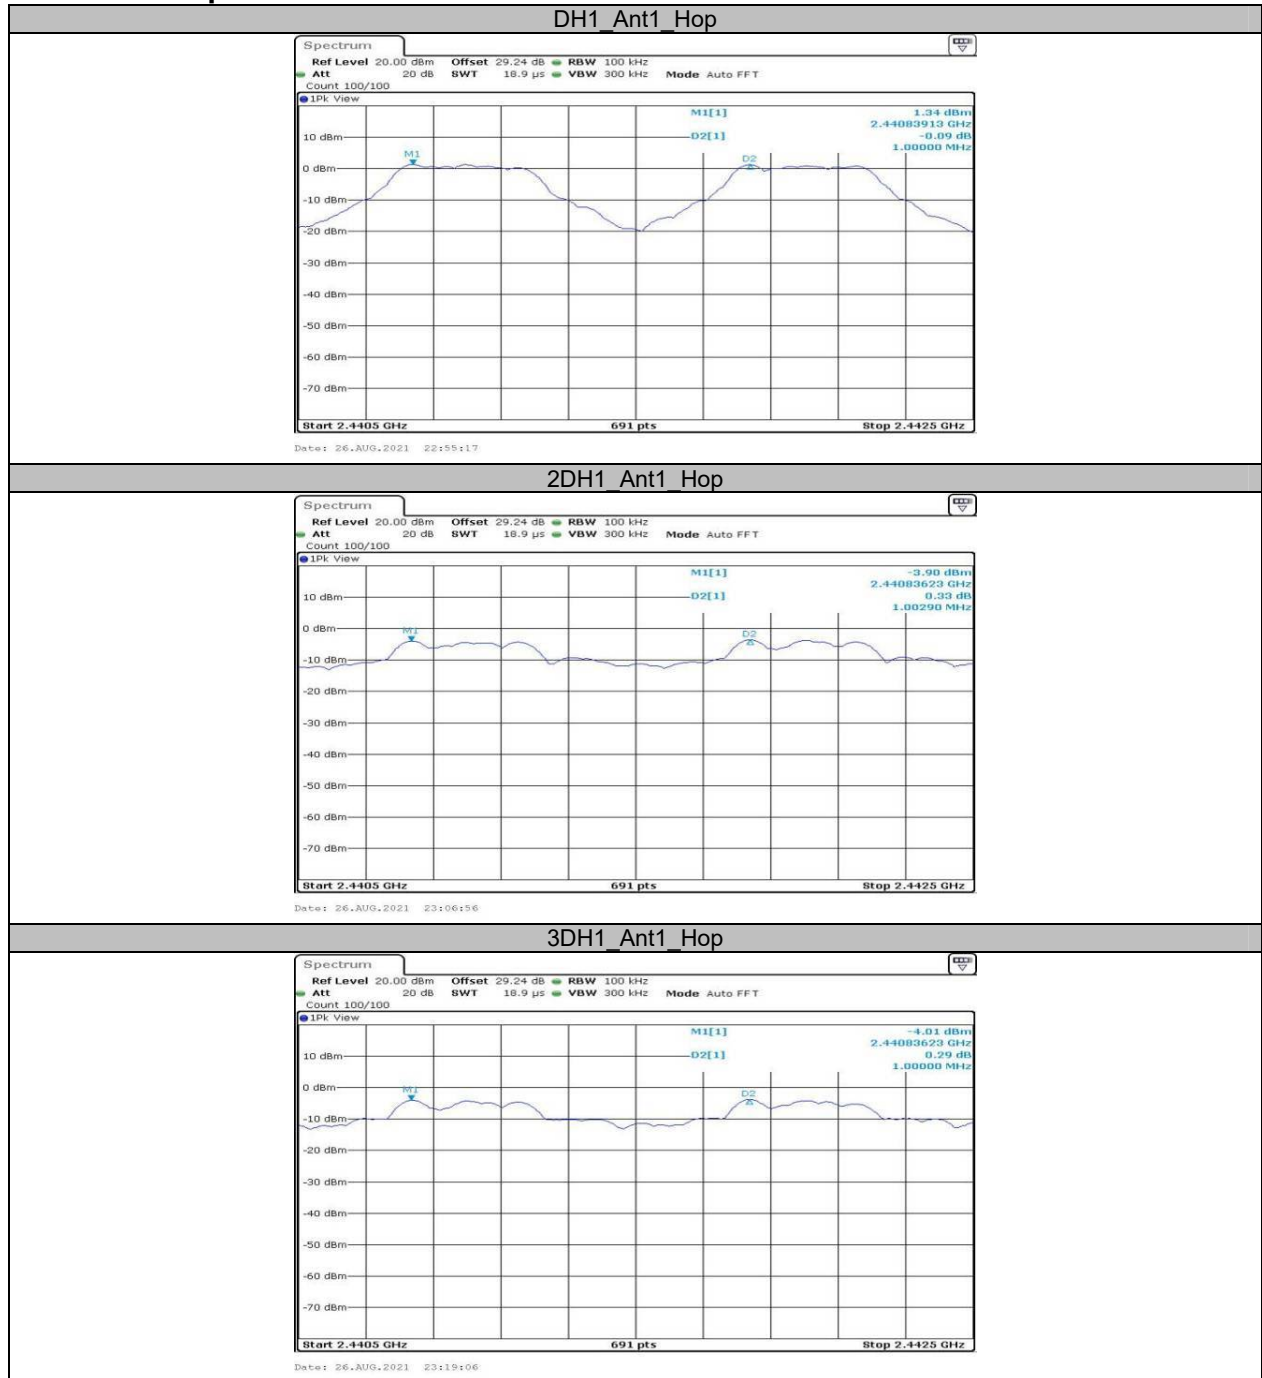 DH1_Ant1_Hop
Spectrum
Ref Level 20.00 dBm Offset 29.24 dB RBW 100 kHz
Att 20 dB SWT 18.9 µs VBW 300 kHz Mode Auto FFT
Count 100/100
1Pk View
M1[1] 1.34 dBm
2.44083913 GHz
10 dBm D2[1] -0.09 dB
1.00000 MHz
M1 D2
0 dBm
-10 dBm
-20 dBm
-30 dBm
-40 dBm
-50 dBm
-60 dBm
-70 dBm
Start 2.4405 GHz 691 pts Stop 2.4425 GHz
Date: 26.AUG.2021 22:55:17
2DH1_Ant1_Hop
Spectrum
Ref Level 20.00 dBm Offset 29.24 dB RBW 100 kHz
Att 20 dB SWT 18.9 µs VBW 300 kHz Mode Auto FFT
Count 100/100
1Pk View
M1[1] -3.90 dBm
2.44083623 GHz
10 dBm D2[1] 0.33 dB
1.00290 MHz
0 dBm
M1 D2
-10 dBm
-20 dBm
-30 dBm
-40 dBm
-50 dBm
-60 dBm
-70 dBm
Start 2.4405 GHz 691 pts Stop 2.4425 GHz
Date: 26.AUG.2021 23:06:56
3DH1_Ant1_Hop
Spectrum
Ref Level 20.00 dBm Offset 29.24 dB RBW 100 kHz
Att 20 dB SWT 18.9 µs VBW 300 kHz Mode Auto FFT
Count 100/100
1Pk View
M1[1] -4.01 dBm
2.44083623 GHz
10 dBm D2[1] 0.29 dB
1.00000 MHz
0 dBm
M1 D2
-10 dBm
-20 dBm
-30 dBm
-40 dBm
-50 dBm
-60 dBm
-70 dBm
Start 2.4405 GHz 691 pts Stop 2.4425 GHz
Date: 26.AUG.2021 23:19:06